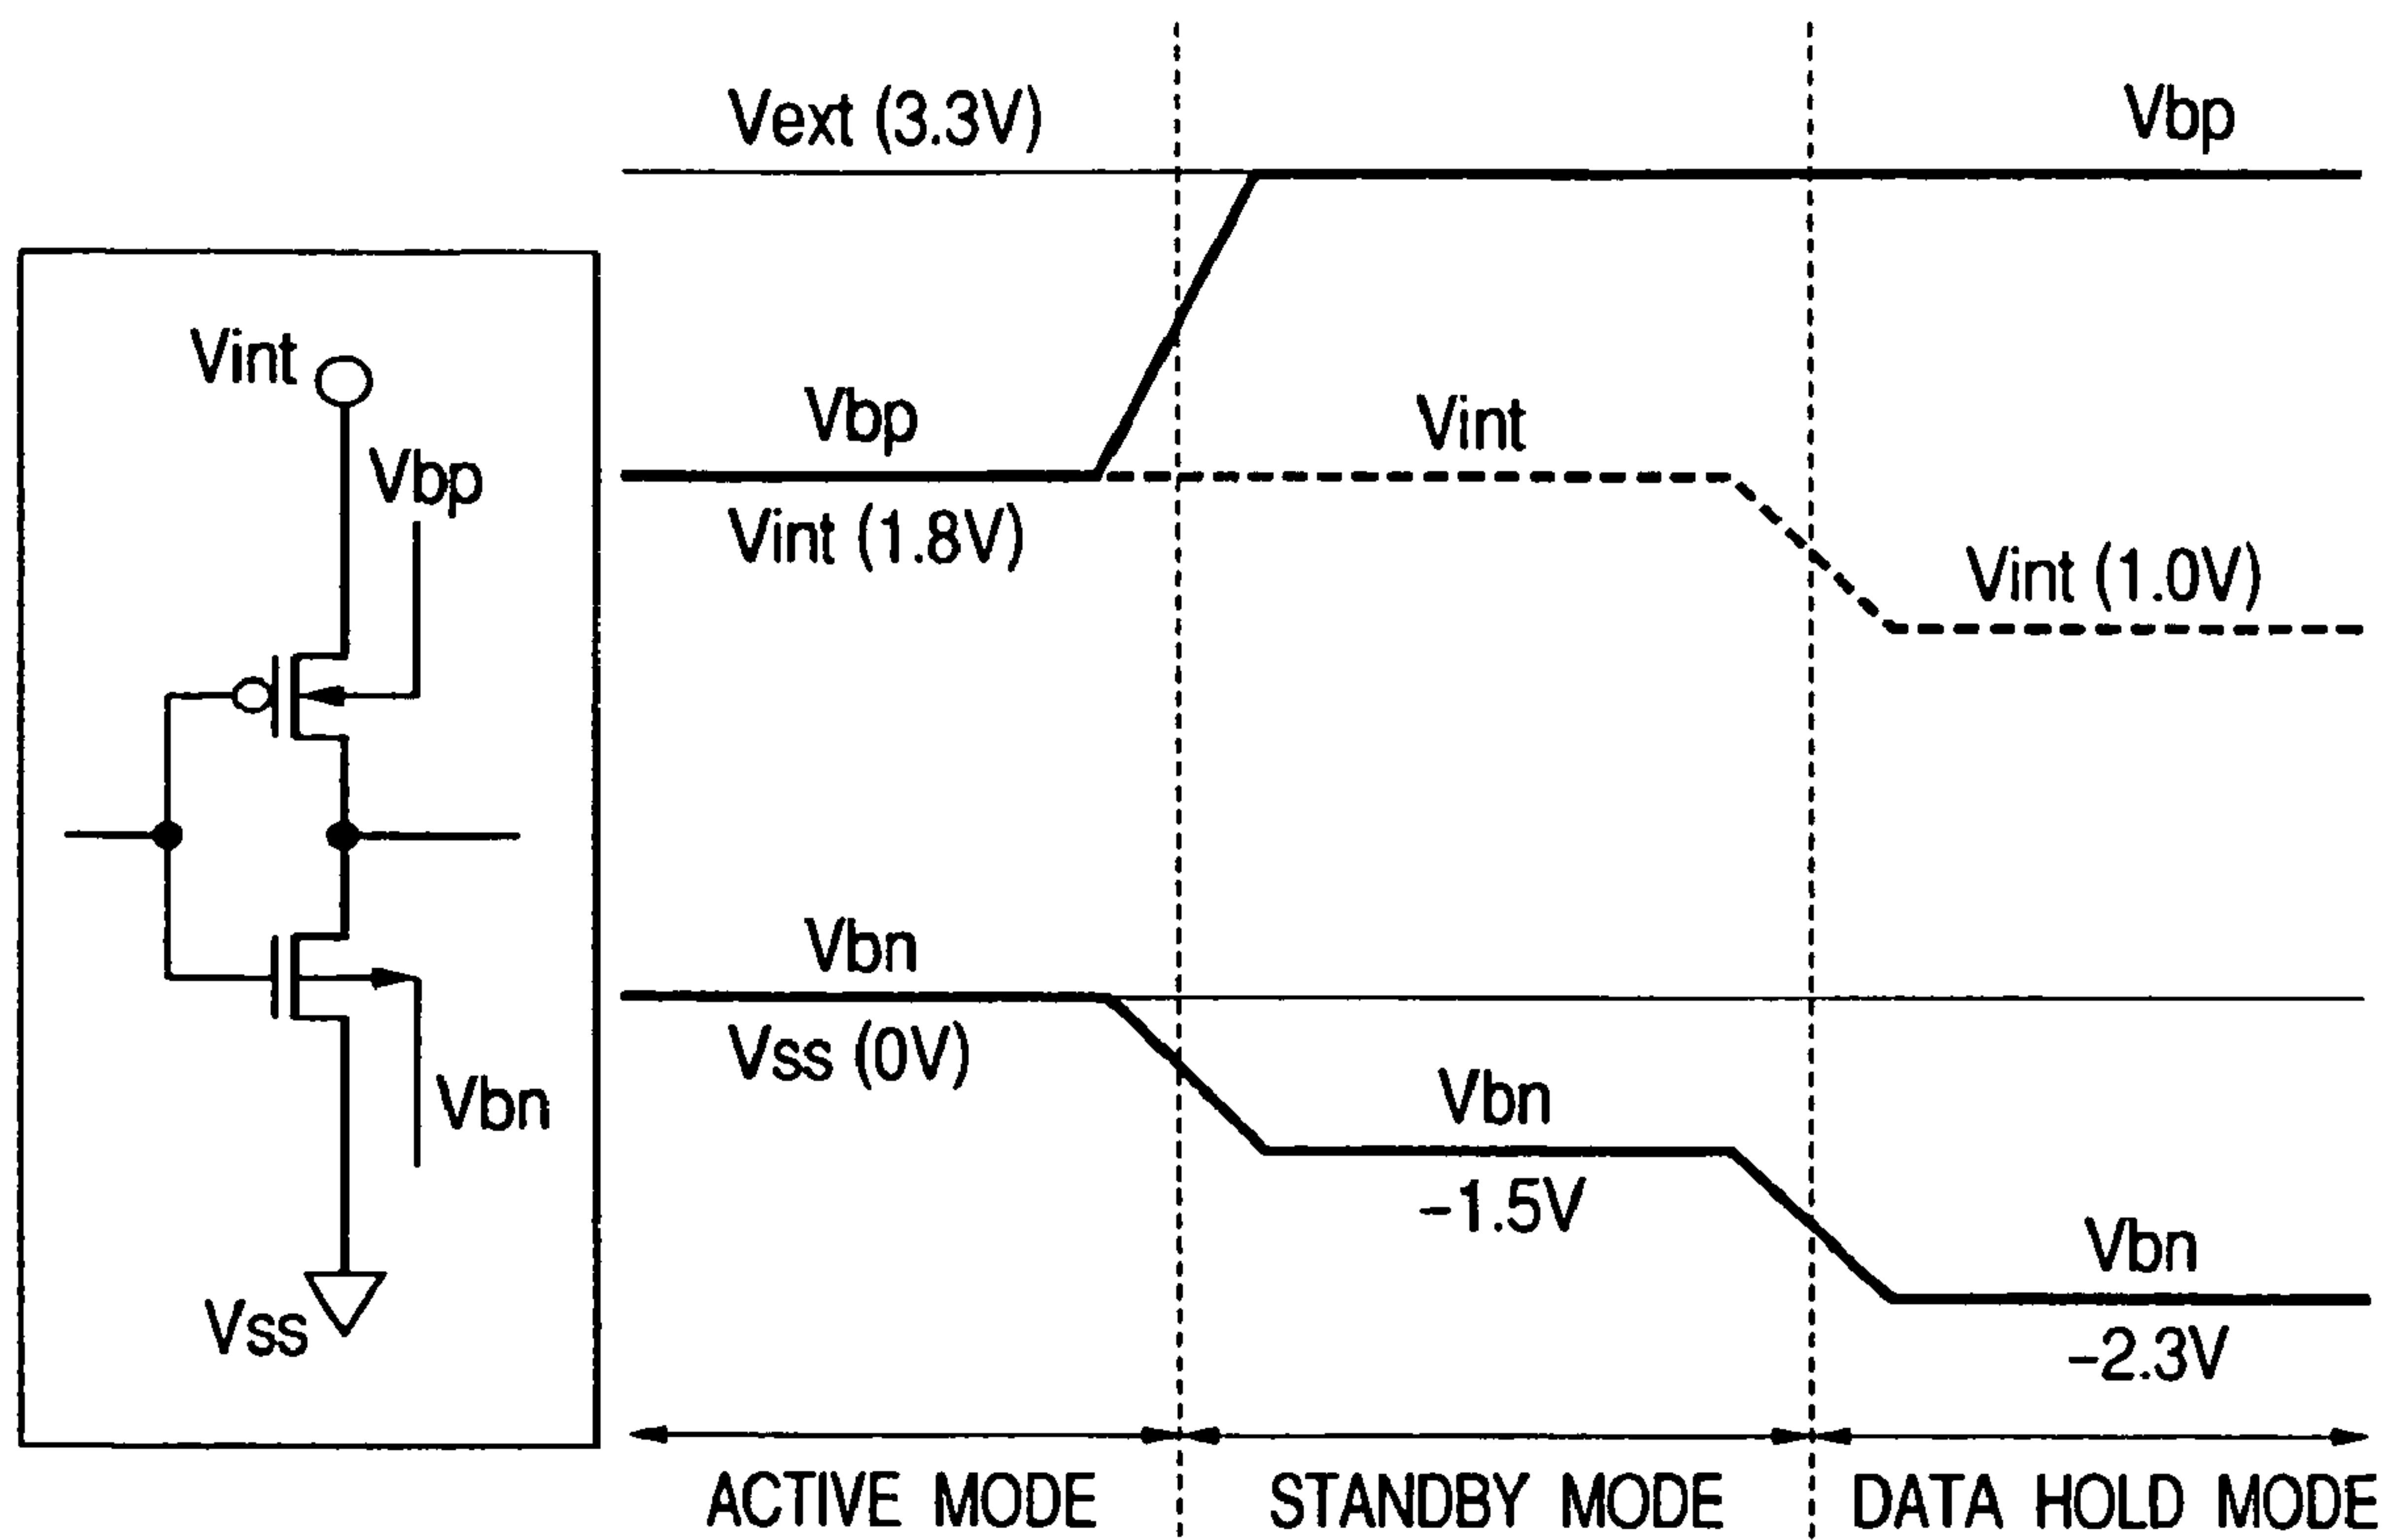 Vext (3.3V)
Vbp
Vint
Vbp
Vbp
Vint
Vint (1.8V)
Vint (1.0V)
Vbn
Vss (0V)
Vbn
Vbn
–1.5V
Vbn
–2.3V
Vss
ACTIVE MODE
STANDBY MODE
DATA HOLD MODE